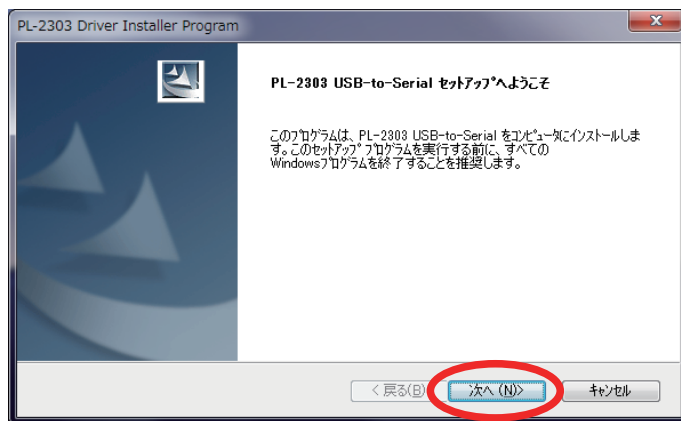 PL-2303 Driver Installer Program
PL-2303 USB-to-Serial ｾｯﾄｱｯﾌﾟへようこそ
このﾌﾟﾛｸﾞﾗﾑは、PL-2303 USB-to-Serial をｺﾝﾋﾟｭｰﾀにｲﾝｽﾄｰﾙしま
す。このｾｯﾄｱｯﾌﾟ ﾌﾟﾛｸﾞﾗﾑを実行する前に、すべての
Windowsﾌﾟﾛｸﾞﾗﾑを終了することを推奨します。
< 戻る(B)
次へ (N)>
ｷｬﾝｾﾙ